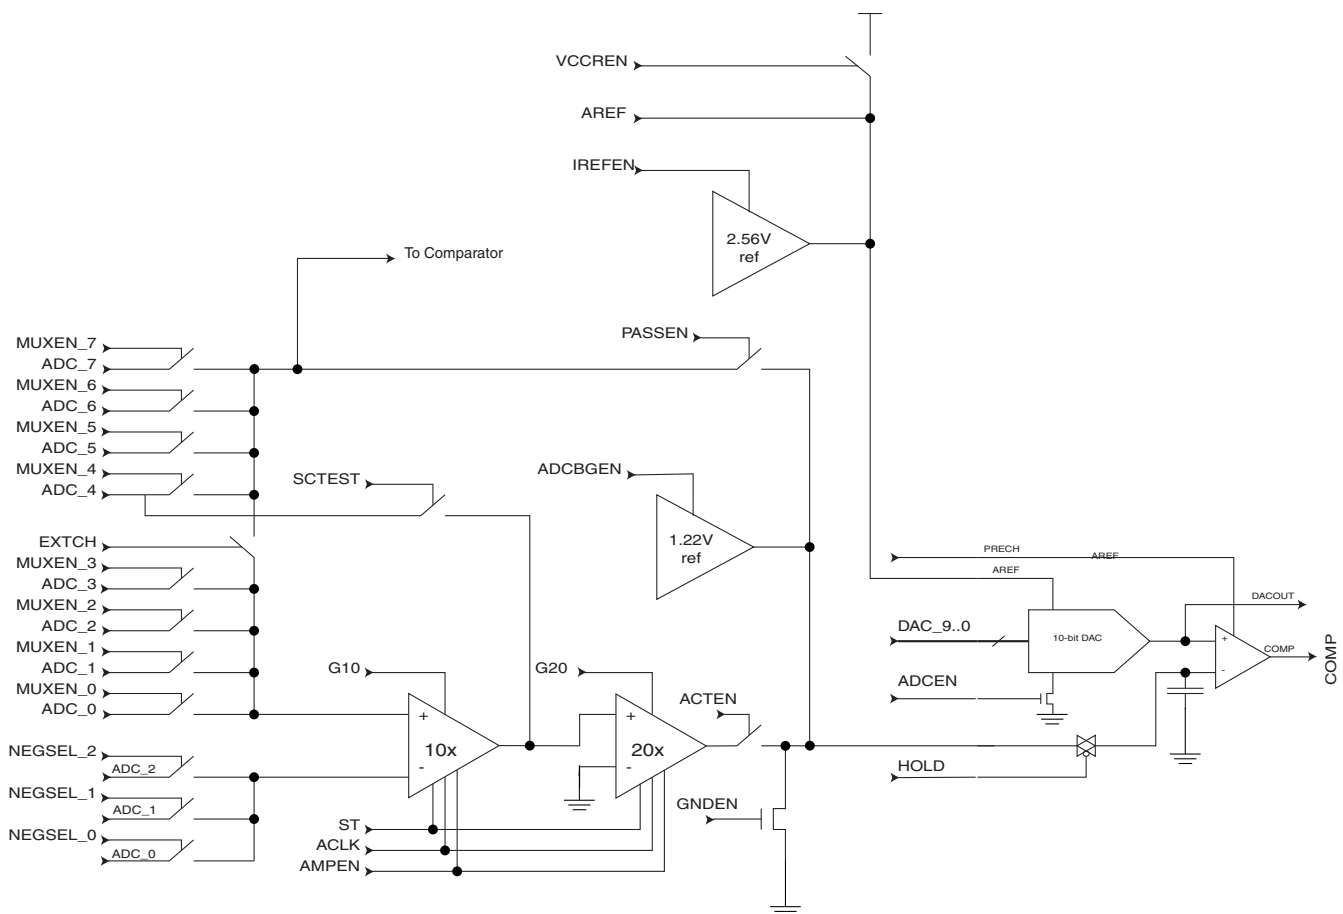 VCCREN
AREF
IREFEN
2.56V
ref
To Comparator
PASSEN
MUXEN_7
ADC_7
MUXEN_6
ADC_6
MUXEN_5
ADC_5
MUXEN_4
ADC_4
SCTEST
ADCBGEN
1.22V
ref
EXTCH
MUXEN_3
ADC_3
MUXEN_2
ADC_2
MUXEN_1
ADC_1
MUXEN_0
ADC_0
PRECH
AREF
AREF
DACOUT
DAC_9..0
10-bit DAC
+
-
COMP
COMP
ADCEN
G10
+
10x
-
G20
+
20x
-
ACTEN
HOLD
NEGSEL_2
ADC_2
NEGSEL_1
ADC_1
NEGSEL_0
ADC_0
GNDEN
ST
ACLK
AMPEN